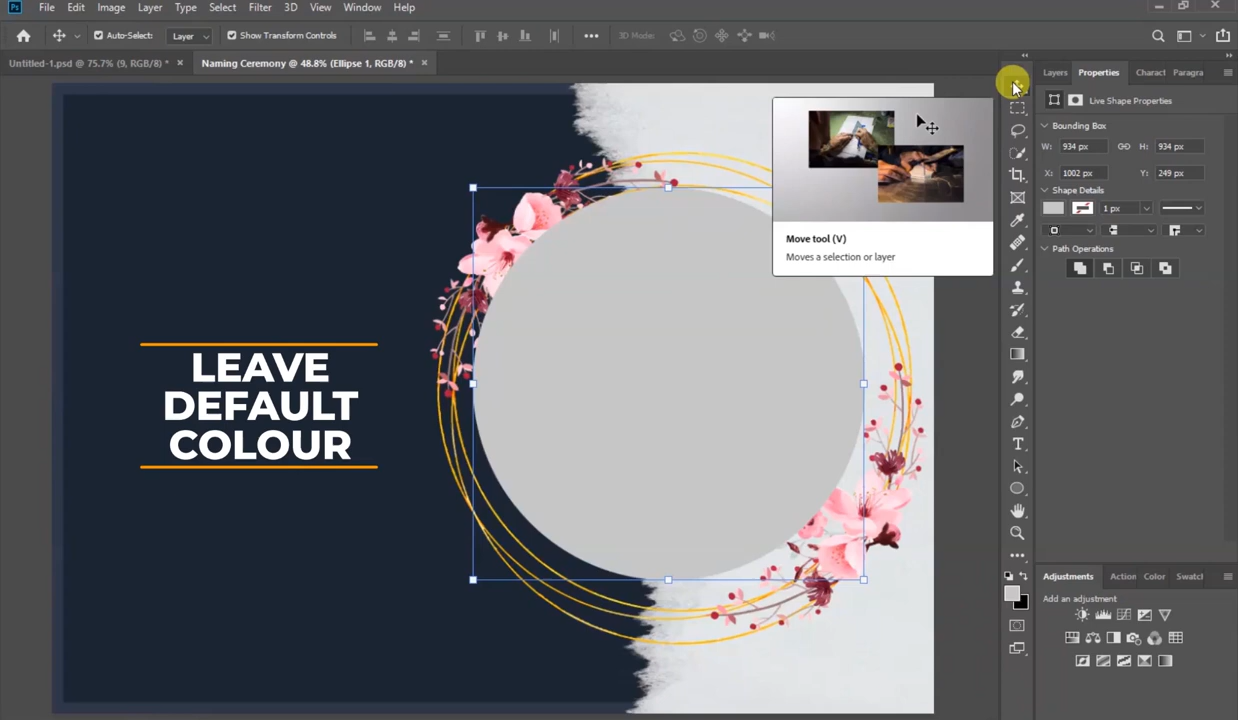 Ps File Edit Image Layer Type Select Filter 3D View Window Help
Auto-Select: Layer Show Transform Controls 3D Mode:
Untitled-1.psd @ 75.7% (9, RGB/8) * × Naming Ceremony @ 48.8% (Ellipse 1, RGB/8) * ×
Layers Properties Charact Paragra
Live Shape Properties
Bounding Box
W: 934 px H: 934 px
X: 1002 px Y: 249 px
Shape Details
1 px
Path Operations
Move tool (V)
Moves a selection or layer
LEAVE
DEFAULT
COLOUR
Adjustments Action Color Swatch
Add an adjustment